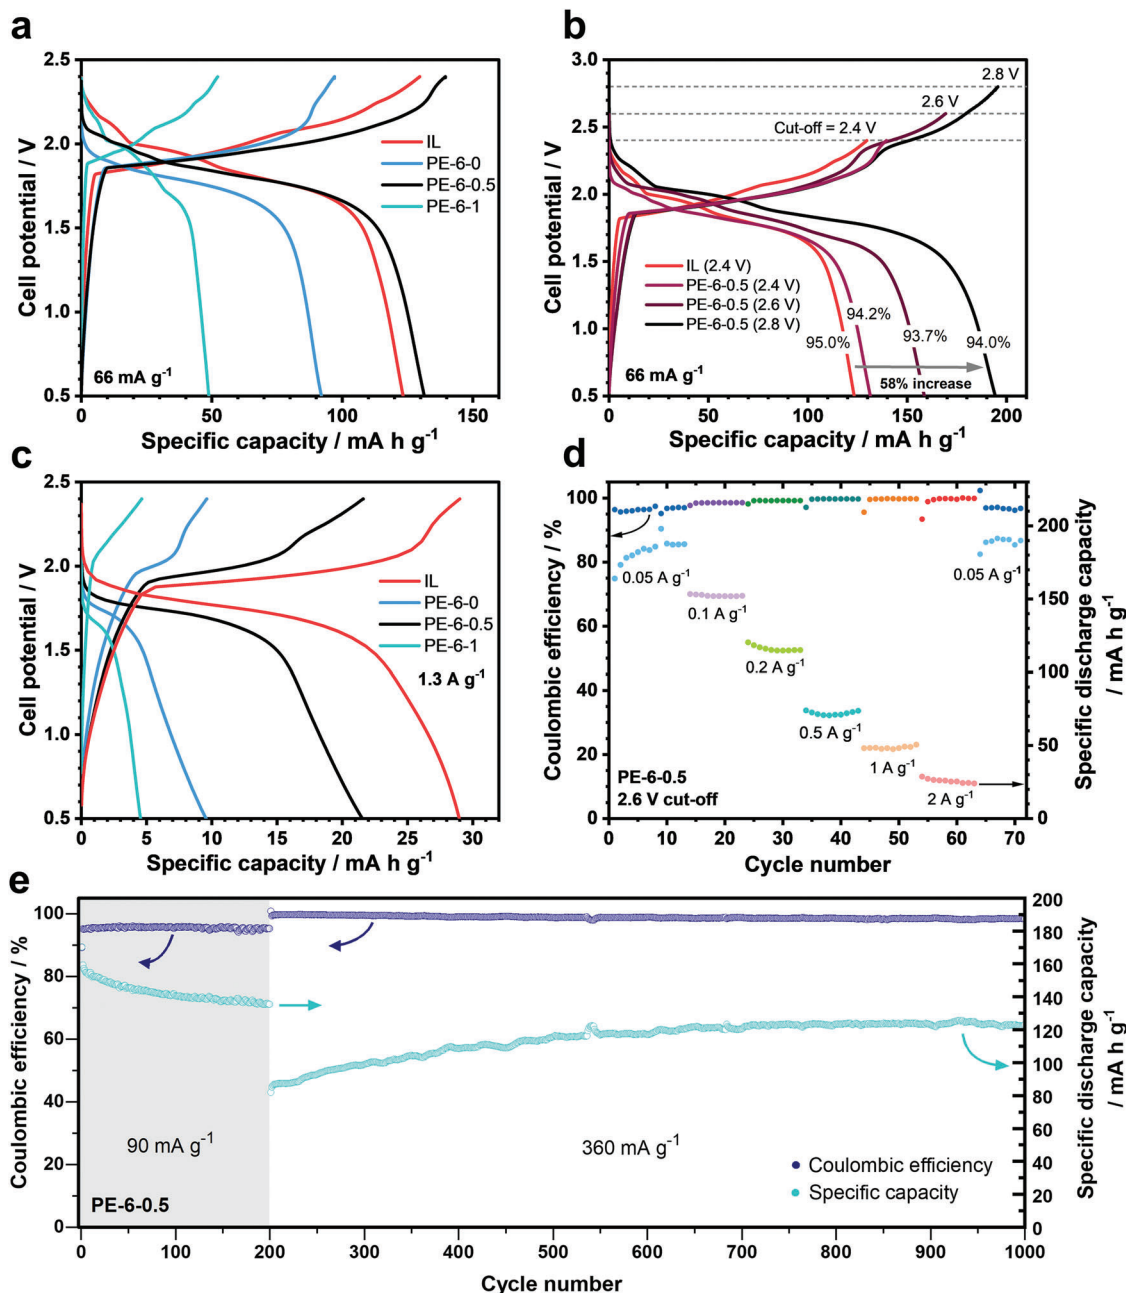 a
2.5
2.0
1.5
1.0
0.5
Cell potential / V
IL
PE-6-0
PE-6-0.5
PE-6-1
66 mA g⁻¹
0
50
100
150
Specific capacity / mA h g⁻¹
b
3.0
2.5
2.0
1.5
1.0
0.5
Cell potential / V
2.8 V
2.6 V
Cut-off = 2.4 V
IL (2.4 V)
PE-6-0.5 (2.4 V)
PE-6-0.5 (2.6 V)
PE-6-0.5 (2.8 V)
94.2%
95.0%
93.7%
94.0%
58% increase
66 mA g⁻¹
0
50
100
150
200
Specific capacity / mA h g⁻¹
c
2.5
2.0
1.5
1.0
0.5
Cell potential / V
IL
PE-6-0
PE-6-0.5
PE-6-1
1.3 A g⁻¹
0
5
10
15
20
25
30
Specific capacity / mA h g⁻¹
d
100
80
60
40
20
0
Coulombic efficiency / %
0.05 A g⁻¹
0.1 A g⁻¹
0.2 A g⁻¹
0.5 A g⁻¹
1 A g⁻¹
2 A g⁻¹
0.05 A g⁻¹
PE-6-0.5
2.6 V cut-off
200
150
100
50
0
Specific discharge capacity
/ mA h g⁻¹
0
10
20
30
40
50
60
70
Cycle number
e
100
80
60
40
20
0
Coulombic efficiency / %
90 mA g⁻¹
PE-6-0.5
360 mA g⁻¹
Coulombic efficiency
Specific capacity
200
180
160
140
120
100
80
60
40
20
0
Specific discharge capacity
/ mA h g⁻¹
0
100
200
300
400
500
600
700
800
900
1000
Cycle number